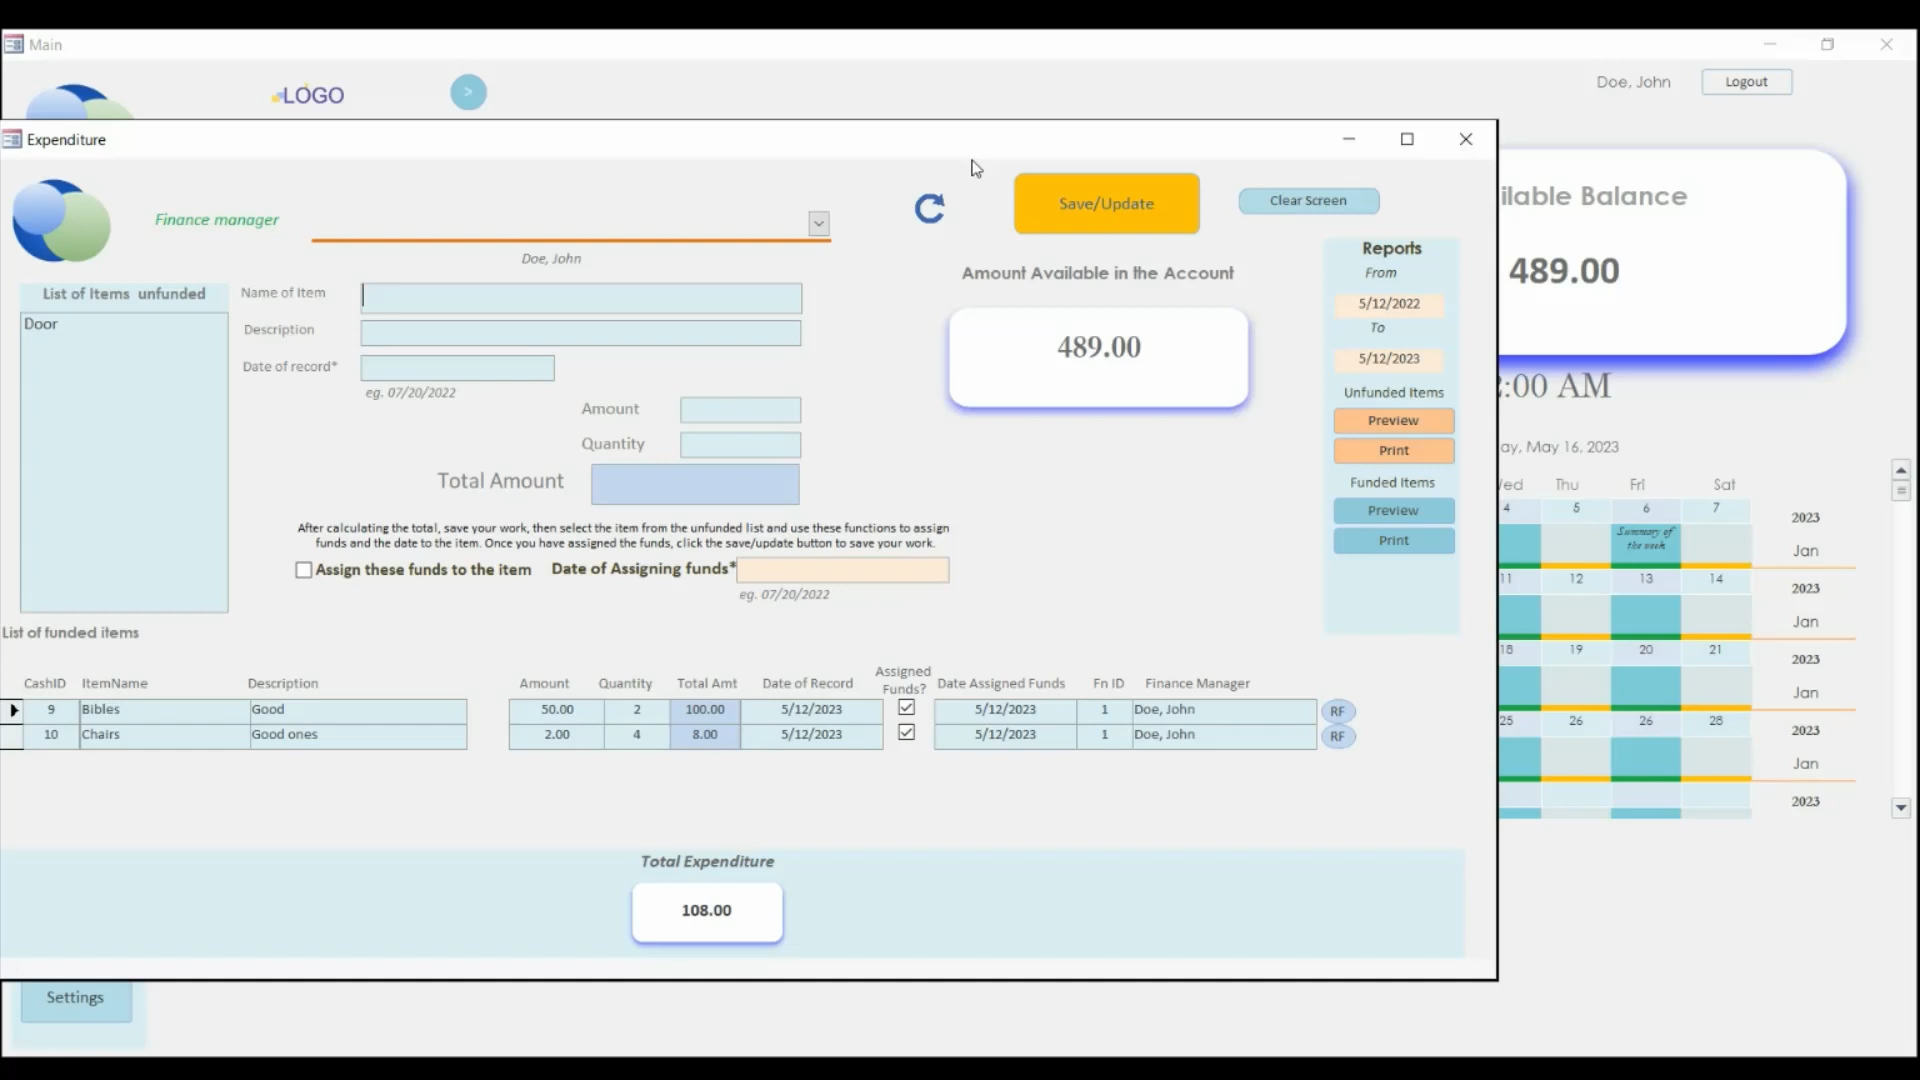 Main
LOGO
>
Doe, John
Logout
Expenditure
Finance manager
Doe, John
Save/Update
Clear Screen
ilable Balance
489.00
Amount Available in the Account
489.00
Reports
From
5/12/2022
To
5/12/2023
Unfunded Items
Preview
Print
Funded Items
Preview
Print
List of Items unfunded
Door
Name of Item
Description
Date of record*
eg. 07/20/2022
Amount
Quantity
Total Amount
After calculating the total, save your work, then select the item from the unfunded list and use these functions to assign
funds and the date to the item. Once you have assigned the funds, click the save/update button to save your work.
Assign these funds to the item
Date of Assigning funds*
eg. 07/20/2022
:00 AM
ay, May 16, 2023
Wed Thu Fri Sat
4 5 6 7 2023
Summary of
the week
Jan
11 12 13 14 2023
Jan
18 19 20 21 2023
Jan
25 26 26 28 2023
Jan
2023
List of funded items
CashID ItemName Description Amount Quantity Total Amt Date of Record Assigned Funds? Date Assigned Funds Fn ID Finance Manager
9 Bibles Good 50.00 2 100.00 5/12/2023 5/12/2023 1 Doe, John RF
10 Chairs Good ones 2.00 4 8.00 5/12/2023 5/12/2023 1 Doe, John RF
Total Expenditure
108.00
Settings